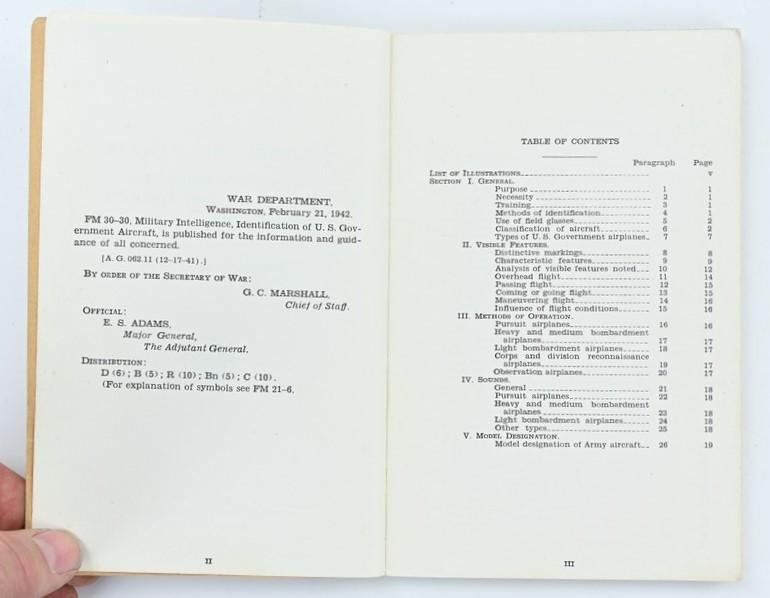 WAR DEPARTMENT,
WASHINGTON, February 21, 1942.
FM 30–30, Military Intelligence, Identification of U. S. Gov-
ernment Aircraft, is published for the information and guid-
ance of all concerned.
[A. G. 062.11 (12–17–41).]
BY ORDER OF THE SECRETARY OF WAR:
G. C. MARSHALL,
Chief of Staff.
OFFICIAL:
E. S. ADAMS,
Major General,
The Adjutant General.
DISTRIBUTION:
D (6); B (5); R (10); Bn (5); C (10).
(For explanation of symbols see FM 21–6.
II
TABLE OF CONTENTS
Paragraph Page
LIST OF ILLUSTRATIONS V
SECTION I. GENERAL.
Purpose 1 1
Necessity 2 1
Training 3 1
Methods of identification 4 1
Use of field glasses 5 2
Classification of aircraft 6 2
Types of U. S. Government airplanes 7 7
II. VISIBLE FEATURES.
Distinctive markings 8 8
Characteristic features 9 9
Analysis of visible features noted 10 12
Overhead flight 11 14
Passing flight 12 15
Coming or going flight 13 15
Maneuvering flight 14 16
Influence of flight conditions 15 16
III. METHODS OF OPERATION.
Pursuit airplanes 16 16
Heavy and medium bombardment
airplanes 17 17
Light bombardment airplanes 18 17
Corps and division reconnaissance
airplanes 19 17
Observation airplanes 20 17
IV. SOUNDS.
General 21 18
Pursuit airplanes 22 18
Heavy and medium bombardment
airplanes 23 18
Light bombardment airplanes 24 18
Other types 25 18
V. MODEL DESIGNATION.
Model designation of Army aircraft 26 19
III